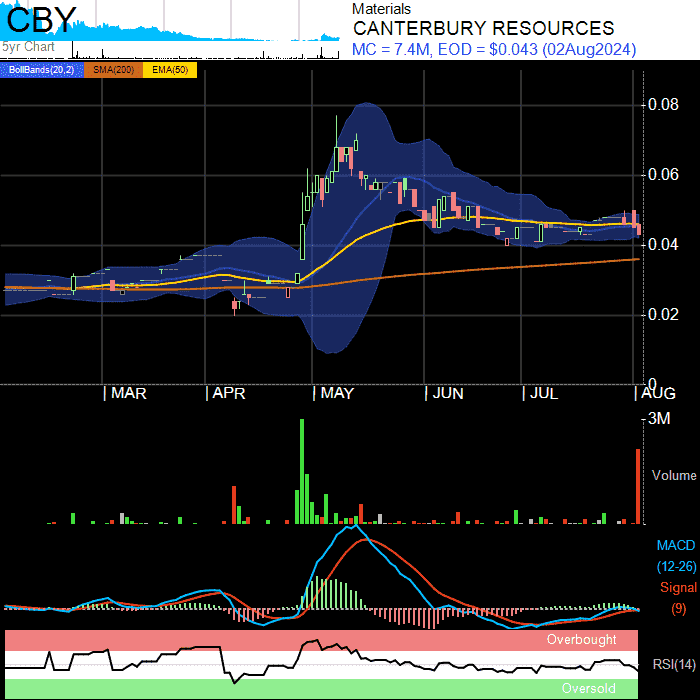 CBY
5yr Chart
Materials
CANTERBURY RESOURCES
MC = 7.4M, EOD = $0.043 (02Aug2024)
BollBands(20,2) SMA(200) EMA(50)
0.08
0.06
0.04
0.02
0
MAR APR MAY JUN JUL AUG
3M
Volume
MACD
(12-26)
Signal
(9)
Overbought
RSI(14)
Oversold